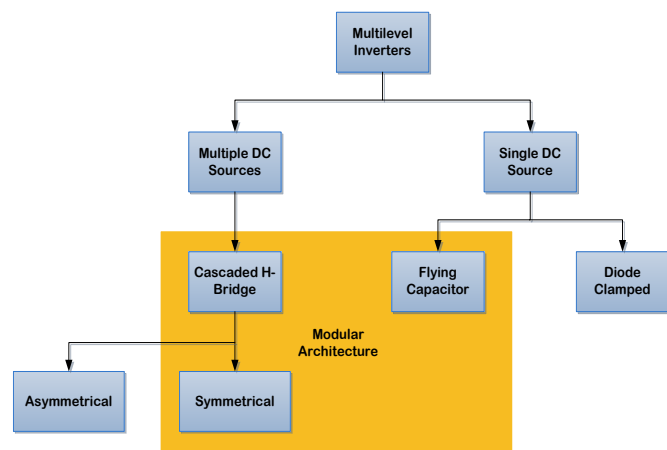 Multilevel
Inverters
Multiple DC
Sources
Single DC
Source
Cascaded H-
Bridge
Flying
Capacitor
Diode
Clamped
Modular
Architecture
Asymmetrical
Symmetrical